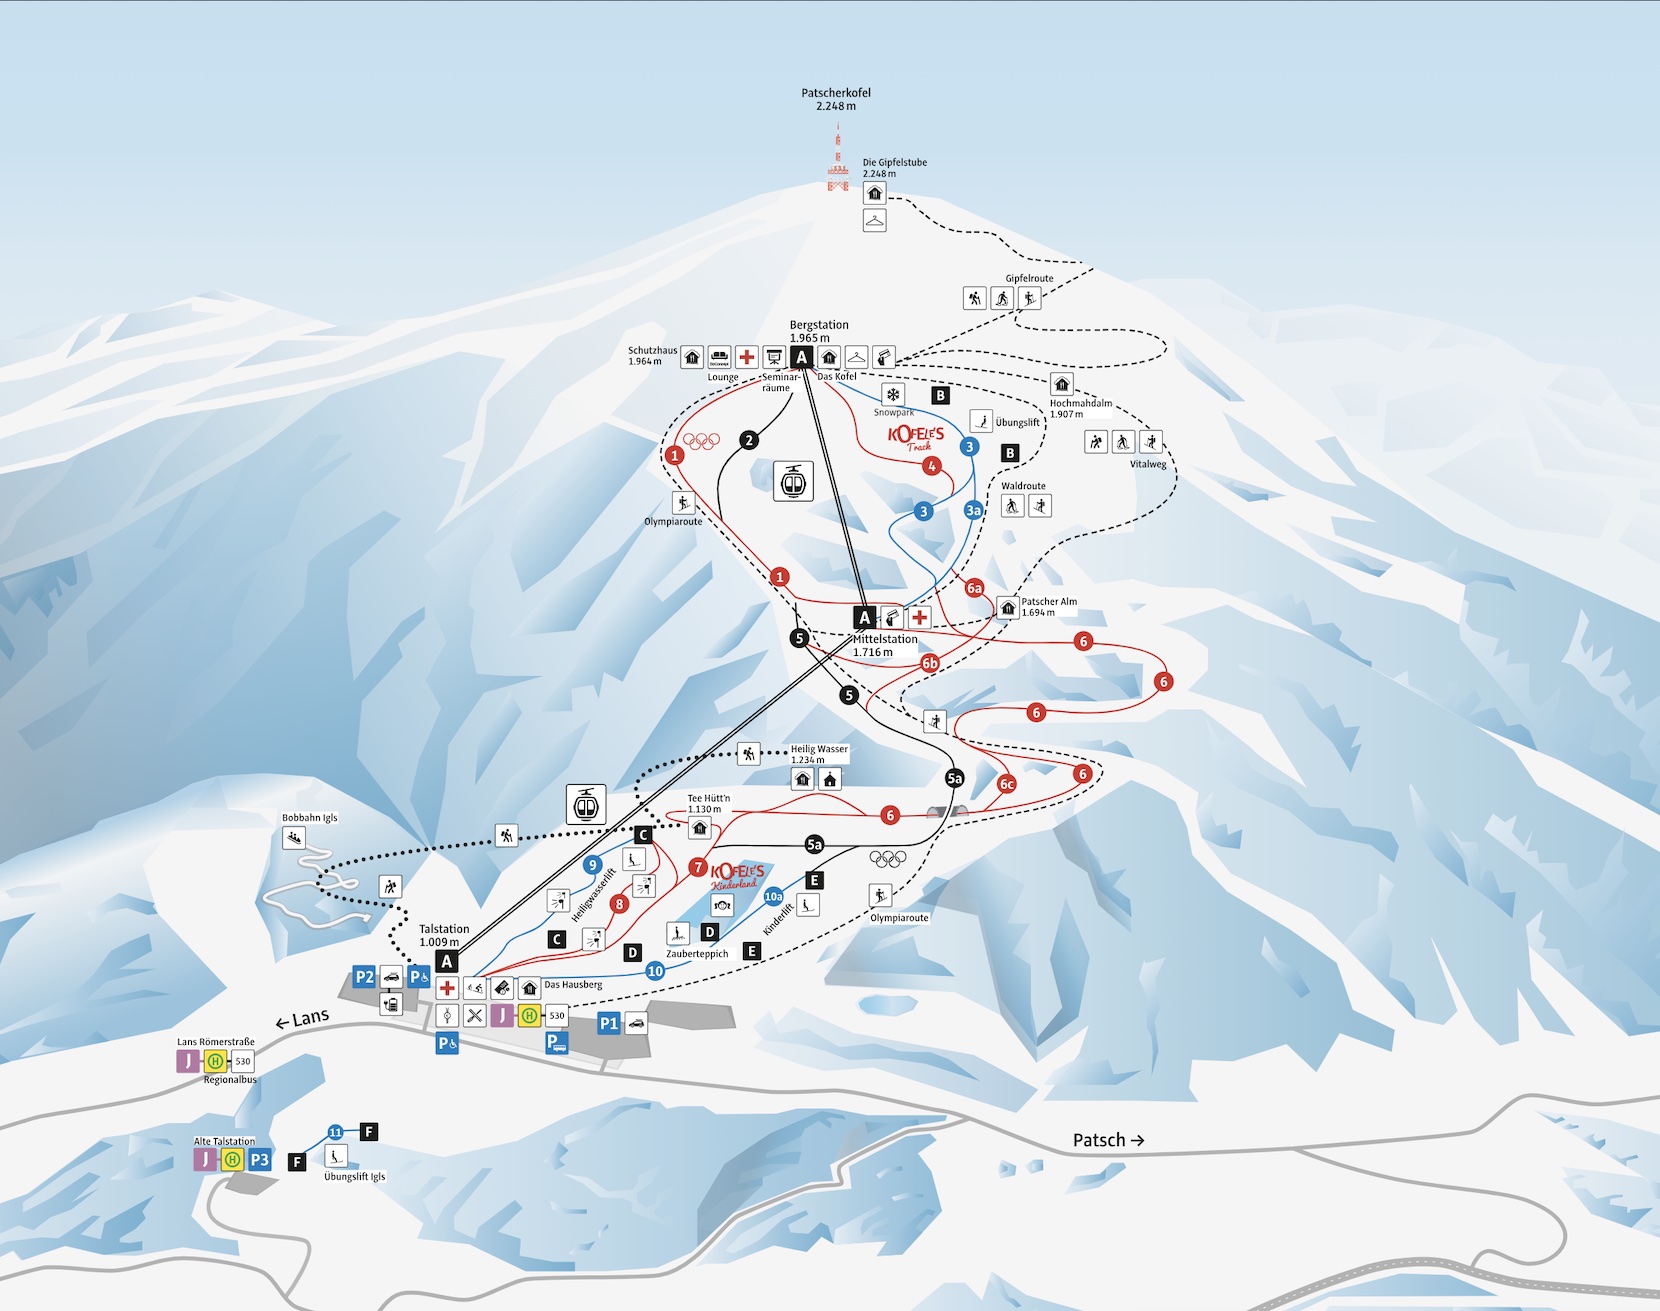 Patscherkofel
2.248 m
Die Gipfelstube
2.248 m
Gipfelroute
Bergstation
1.965 m
Schutzhaus
1.964 m
A
Lounge
Seminar-
räume
Das Kofel
Snowpark
B
Hochmahdalm
1.907 m
Übungslift
KOFELE'S
Track
2
1
3
B
4
Vitalweg
Waldroute
Olympiaroute
3
3a
1
6a
Patscher Alm
1.694 m
A
Mittelstation
1.716 m
5
6
6b
6
5
6
Heilig Wasser
1.234 m
5a
6c
6
Tee Hütt'n
1.130 m
6
Bobbahn Igls
C
5a
9
7
KOFELE'S
Kinderland
Heiligwasserlift
E
10a
8
Kinderlift
Olympiaroute
Talstation
1.009 m
C
D
D
Zauberteppich
E
A
10
P2
P
Das Hausberg
J
H
530
P1
P
P
← Lans
Lans Römerstraße
J
H
530
Regionalbus
Alte Talstation
J
H
P3
11
F
F
Übungslift Igls
Patsch →